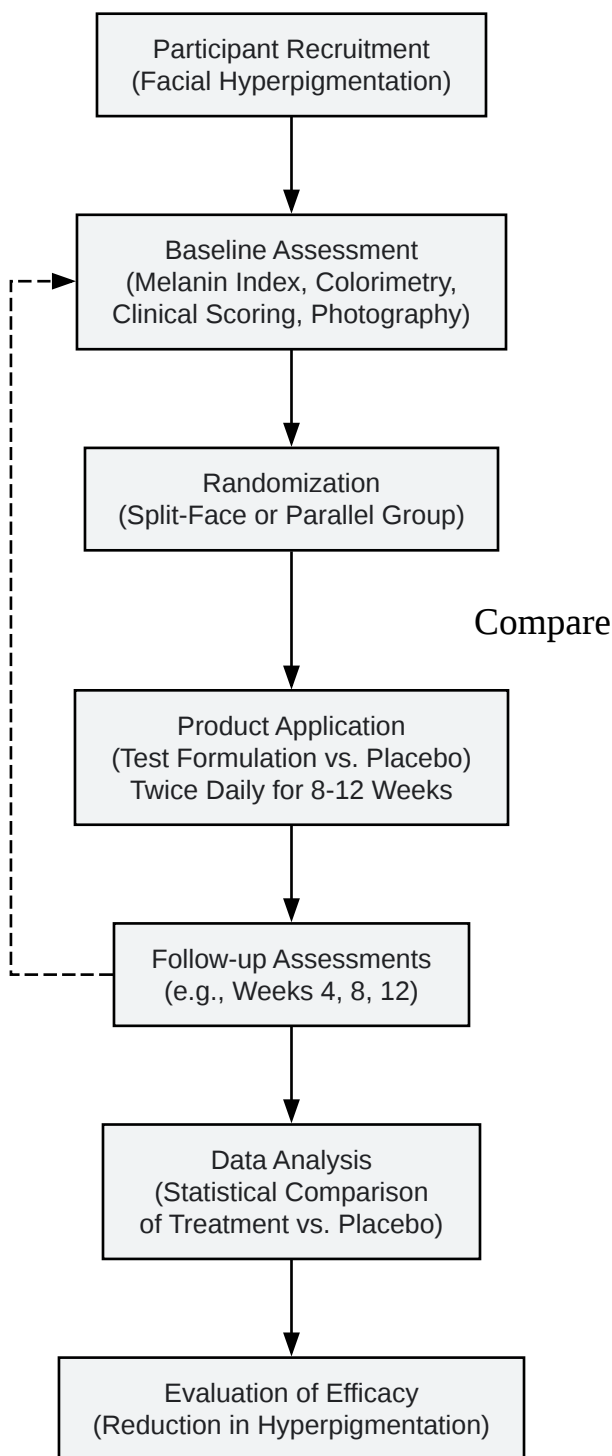 Participant Recruitment
(Facial Hyperpigmentation)
Baseline Assessment
(Melanin Index, Colorimetry,
Clinical Scoring, Photography)
Randomization
(Split-Face or Parallel Group)
Compare
Product Application
(Test Formulation vs. Placebo)
Twice Daily for 8-12 Weeks
Follow-up Assessments
(e.g., Weeks 4, 8, 12)
Data Analysis
(Statistical Comparison
of Treatment vs. Placebo)
Evaluation of Efficacy
(Reduction in Hyperpigmentation)